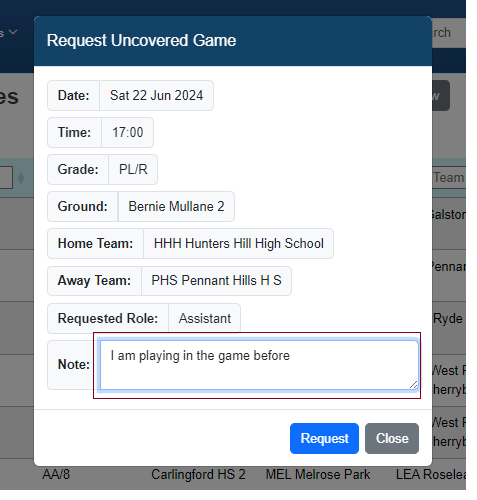 s
rch
Request Uncovered Game
es
w
Date: Sat 22 Jun 2024
Time: 17:00
Grade: PL/R
Team
Ground: Bernie Mullane 2
Galston
Home Team: HHH Hunters Hill High School
Away Team: PHS Pennant Hills H S
Pennan
Requested Role: Assistant
Ryde
Note: I am playing in the game before
West P
herryb
Request Close
West P
herryb
AA/8 Carlingford HS 2 MEL Melrose Park LEA Roselea